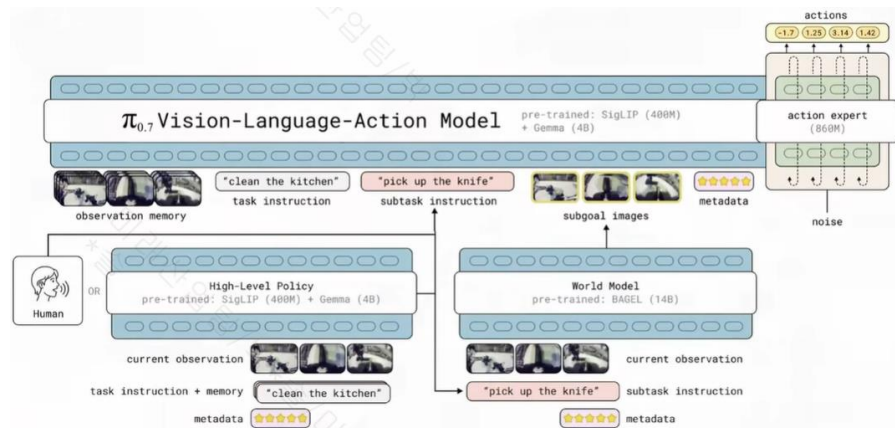 actions
-1.7 1.25 3.14 1.42
π0.7 Vision-Language-Action Model
pre-trained: SigLIP (400M)
+ Gemma (4B)
action expert
(860M)
"clean the kitchen"
"pick up the knife"
observation memory
task instruction
subtask instruction
subgoal images
metadata
noise
Human
OR
High-Level Policy
pre-trained: SigLIP (400M) + Gemma (4B)
World Model
pre-trained: BAGEL (14B)
current observation
current observation
task instruction + memory
"clean the kitchen"
"pick up the knife"
subtask instruction
metadata
metadata